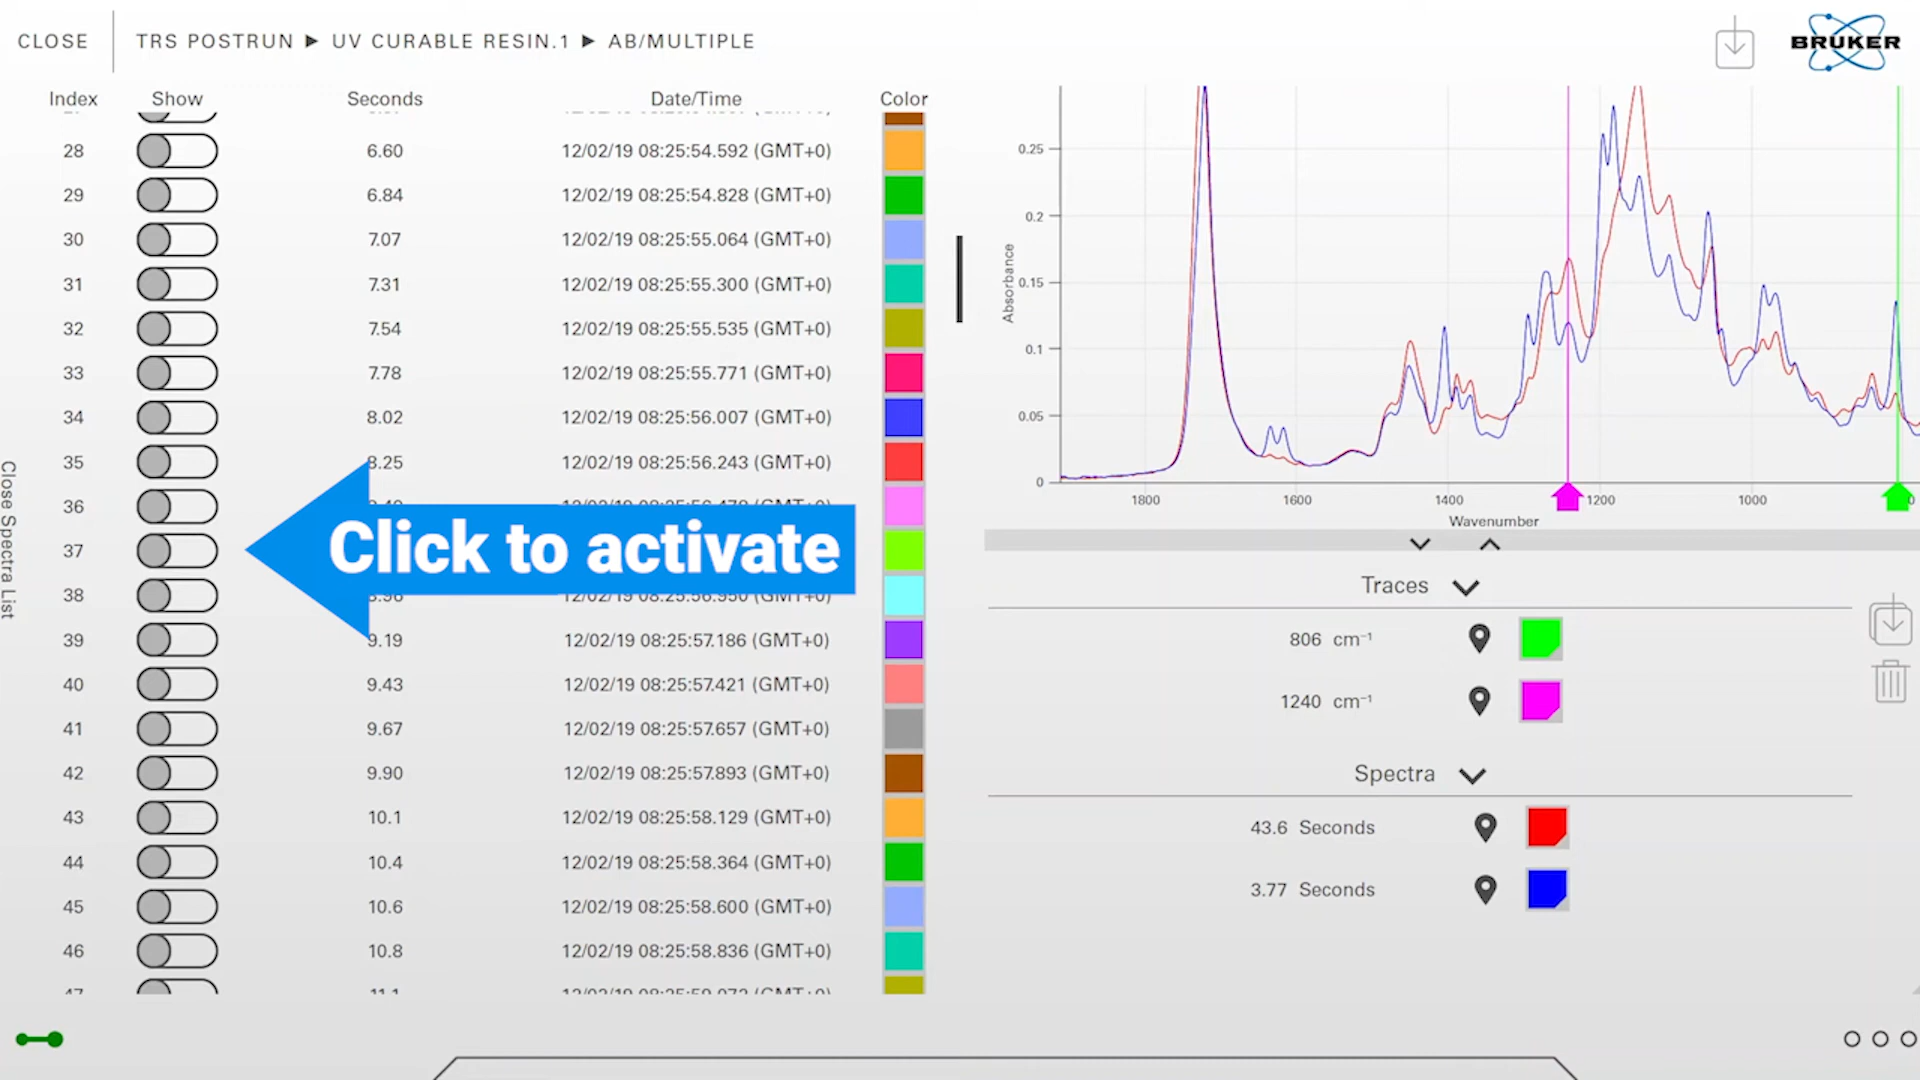 CLOSE
TRS POSTRUN ▶ UV CURABLE RESIN.1 ▶ AB/MULTIPLE
BRUKER
Index Show Seconds Date/Time Color
28 6.60 12/02/19 08:25:54.592 (GMT+0)
29 6.84 12/02/19 08:25:54.828 (GMT+0)
30 7.07 12/02/19 08:25:55.064 (GMT+0)
31 7.31 12/02/19 08:25:55.300 (GMT+0)
32 7.54 12/02/19 08:25:55.535 (GMT+0)
33 7.78 12/02/19 08:25:55.771 (GMT+0)
34 8.02 12/02/19 08:25:56.007 (GMT+0)
35 8.25 12/02/19 08:25:56.243 (GMT+0)
36
37
Click to activate
38
39 9.19 12/02/19 08:25:57.186 (GMT+0)
40 9.43 12/02/19 08:25:57.421 (GMT+0)
41 9.67 12/02/19 08:25:57.657 (GMT+0)
42 9.90 12/02/19 08:25:57.893 (GMT+0)
43 10.1 12/02/19 08:25:58.129 (GMT+0)
44 10.4 12/02/19 08:25:58.364 (GMT+0)
45 10.6 12/02/19 08:25:58.600 (GMT+0)
46 10.8 12/02/19 08:25:58.836 (GMT+0)
Close Spectra List
Absorbance
0.25
0.2
0.15
0.1
0.05
0
1800 1600 1400 1200 1000
Wavenumber
Traces
806 cm⁻¹
1240 cm⁻¹
Spectra
43.6 Seconds
3.77 Seconds